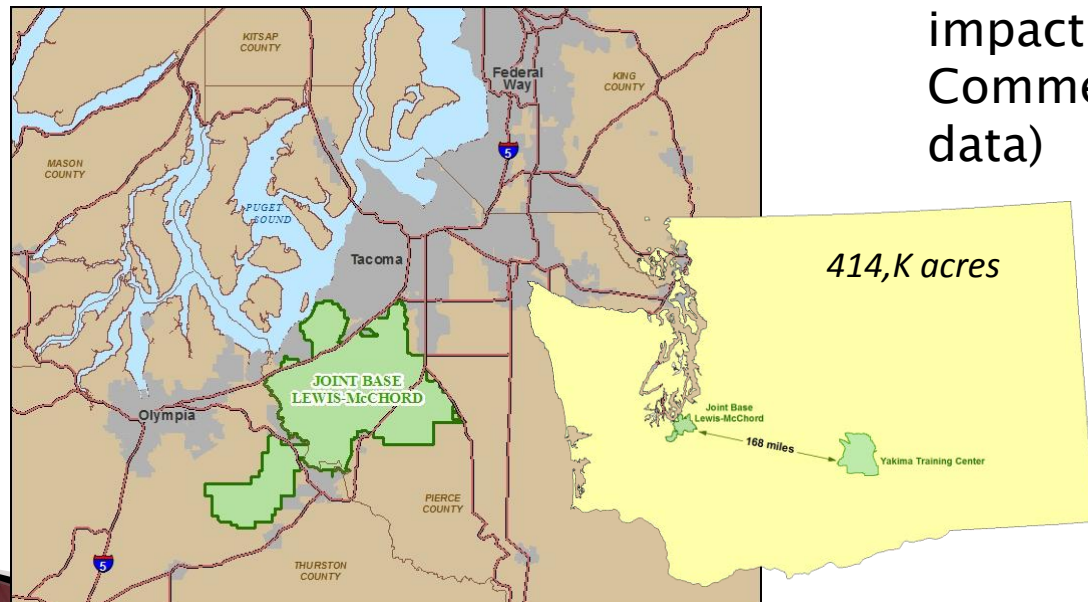 impact
Comme
data)
KITSAP
COUNTY
Federal
Way
KING
COUNTY
5
MASON
COUNTY
PUGET
SOUND
Tacoma
JOINT BASE
LEWIS-McCHORD
Olympia
PIERCE
COUNTY
THURSTON
COUNTY
5
414,K acres
Joint Base
Lewis-McChord
168 miles
Yakima Training Center